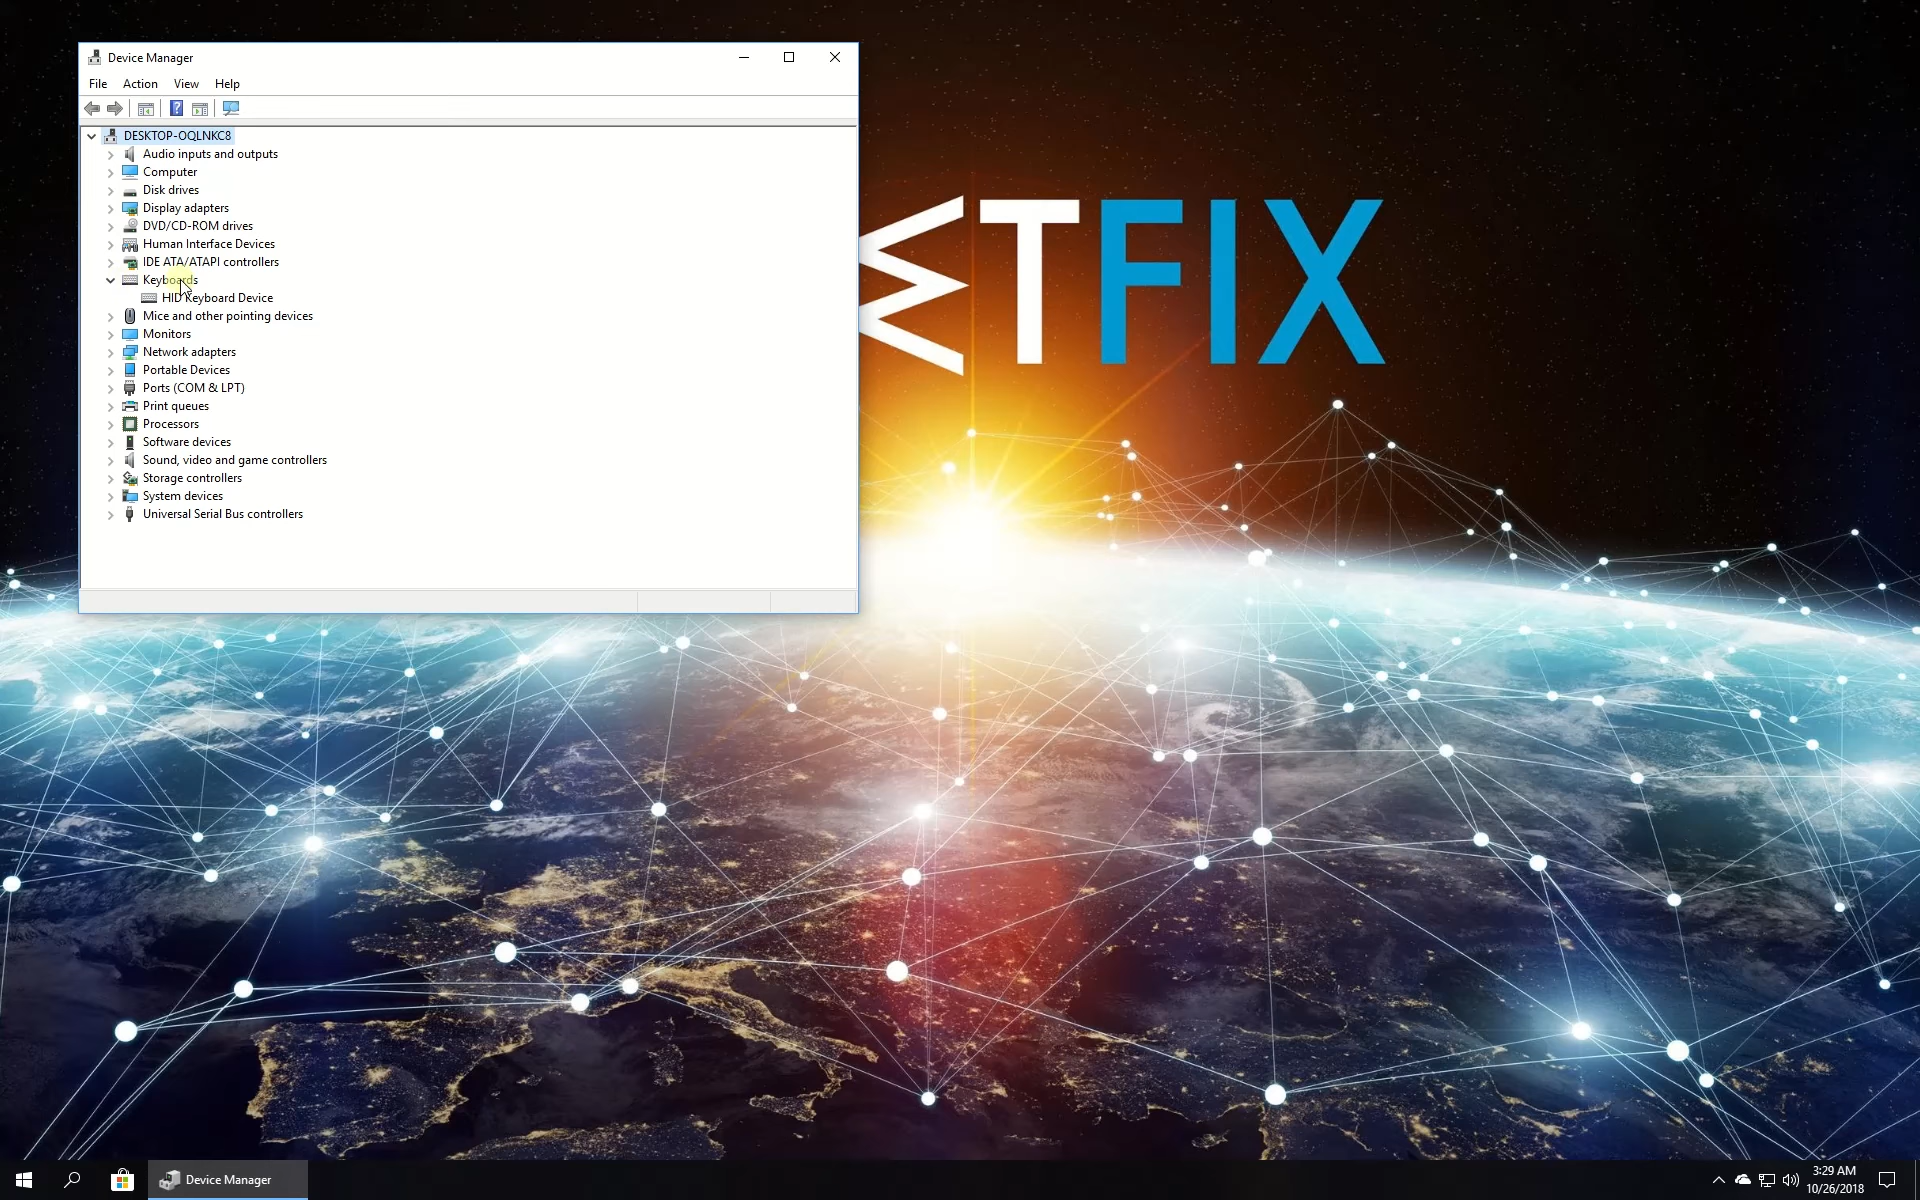 Device Manager
File Action View Help
DESKTOP-OQLNKC8
Audio inputs and outputs
Computer
Disk drives
Display adapters
DVD/CD-ROM drives
Human Interface Devices
IDE ATA/ATAPI controllers
Keyboards
HID Keyboard Device
Mice and other pointing devices
Monitors
Network adapters
Portable Devices
Ports (COM & LPT)
Print queues
Processors
Software devices
Sound, video and game controllers
Storage controllers
System devices
Universal Serial Bus controllers
TFIX
Device Manager
3:29 AM
10/26/2018